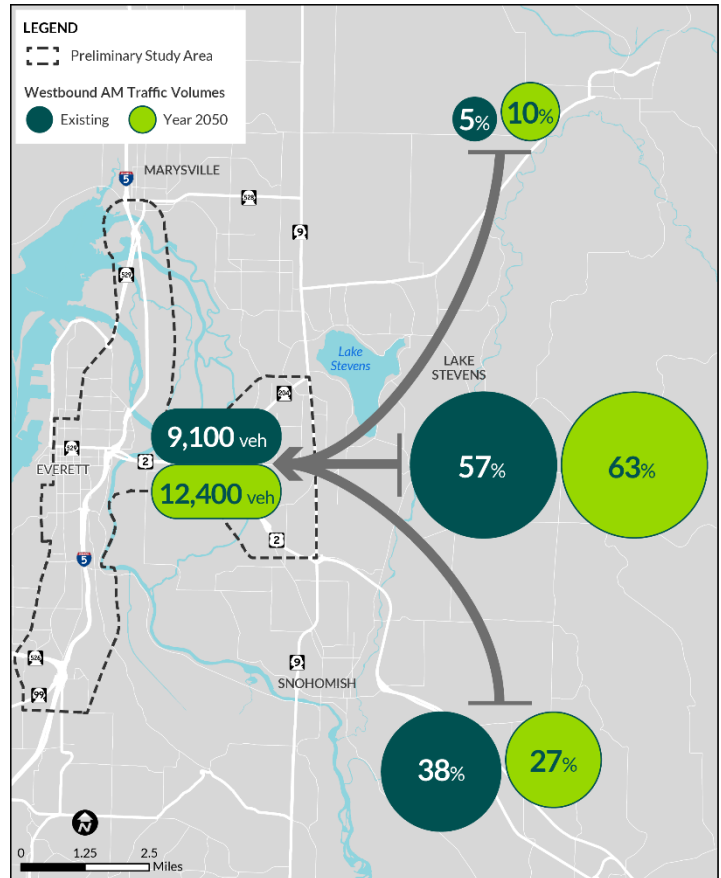 LEGEND
Preliminary Study Area
Westbound AM Traffic Volumes
Existing
Year 2050
5%
10%
MARYSVILLE
5
528
9
529
Lake
Stevens
LAKE
STEVENS
204
9,100 veh
529
EVERETT
2
12,400 veh
57%
63%
2
5
526
99
9
SNOHOMISH
38%
27%
N
0
1.25
2.5
Miles